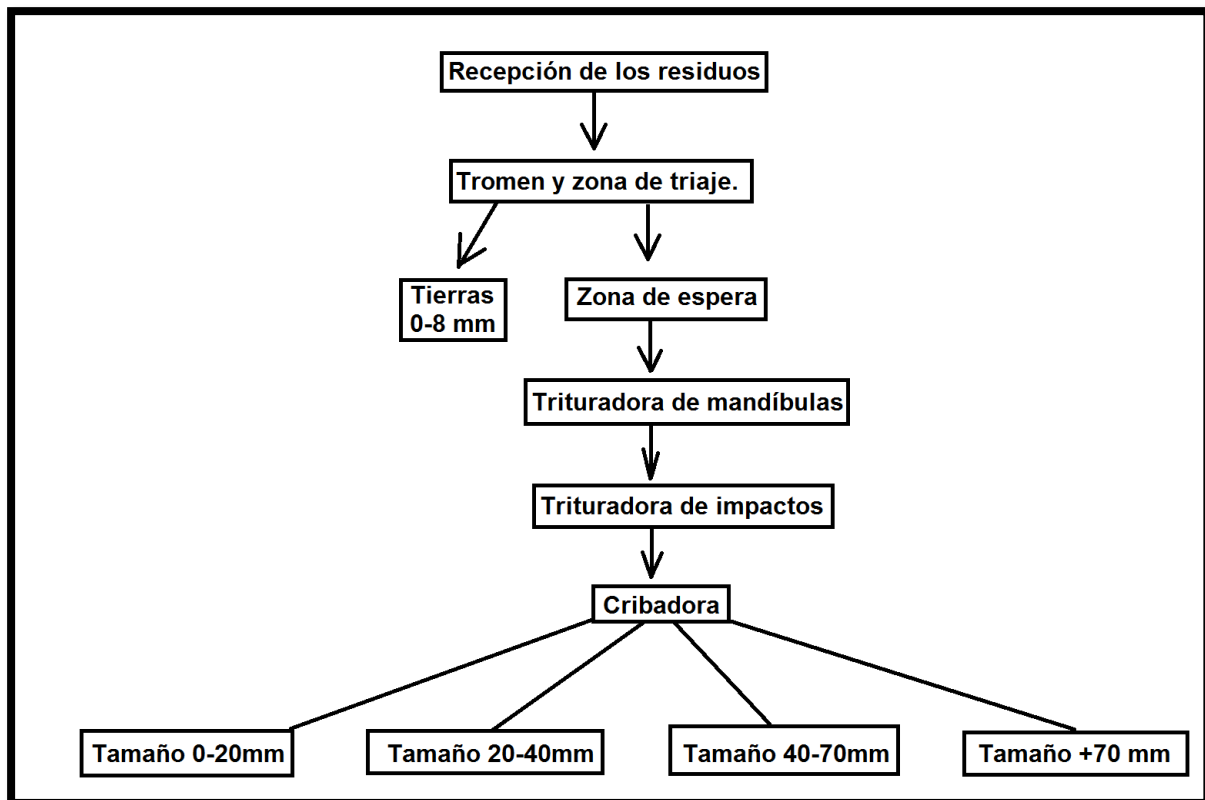 Recepción de los residuos
Tromen y zona de triaje.
Tierras
0-8 mm
Zona de espera
Trituradora de mandíbulas
Trituradora de impactos
Cribadora
Tamaño 0-20mm
Tamaño 20-40mm
Tamaño 40-70mm
Tamaño +70 mm